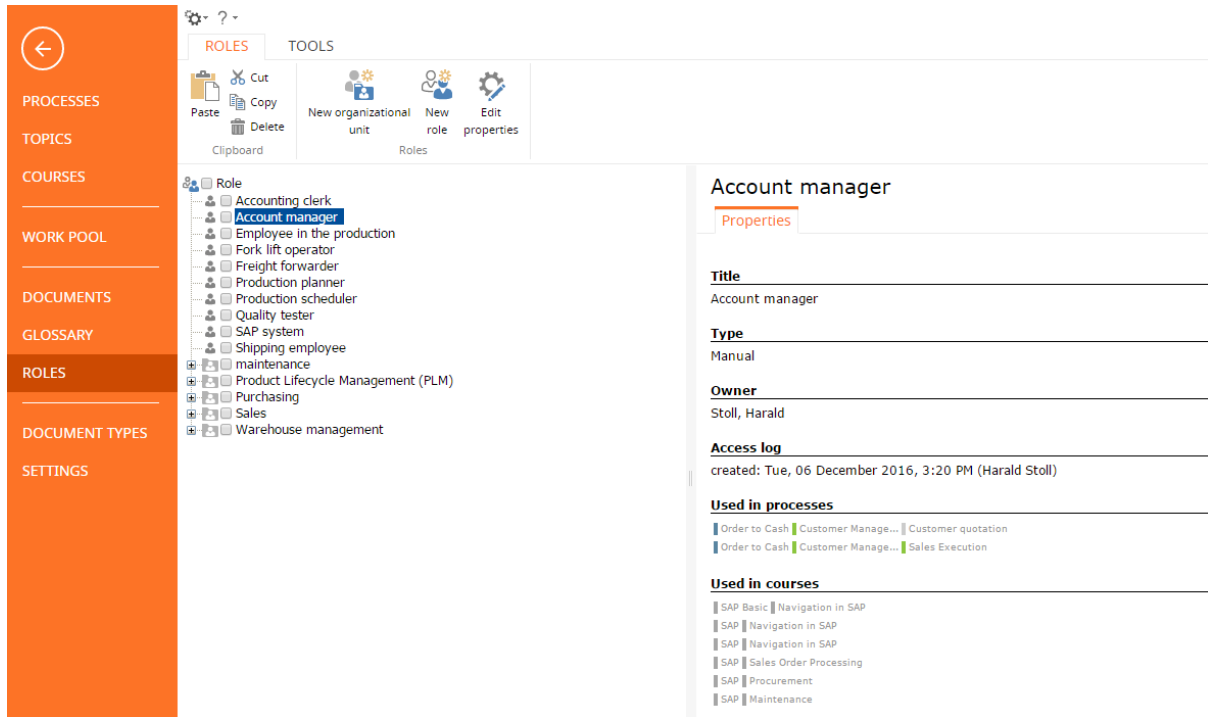 PROCESSES
TOPICS
COURSES
WORK POOL
DOCUMENTS
GLOSSARY
ROLES
DOCUMENT TYPES
SETTINGS
?
ROLES TOOLS
Paste
Cut
Copy
Delete
Clipboard
New organizational
unit
New
role
Edit
properties
Roles
Role
Accounting clerk
Account manager
Employee in the production
Fork lift operator
Freight forwarder
Production planner
Production scheduler
Quality tester
SAP system
Shipping employee
maintenance
Product Lifecycle Management (PLM)
Purchasing
Sales
Warehouse management
Account manager
Properties
Title
Account manager
Type
Manual
Owner
Stoll, Harald
Access log
created: Tue, 06 December 2016, 3:20 PM (Harald Stoll)
Used in processes
Order to Cash Customer Manage... Customer quotation
Order to Cash Customer Manage... Sales Execution
Used in courses
SAP Basic Navigation in SAP
SAP Navigation in SAP
SAP Navigation in SAP
SAP Sales Order Processing
SAP Procurement
SAP Maintenance